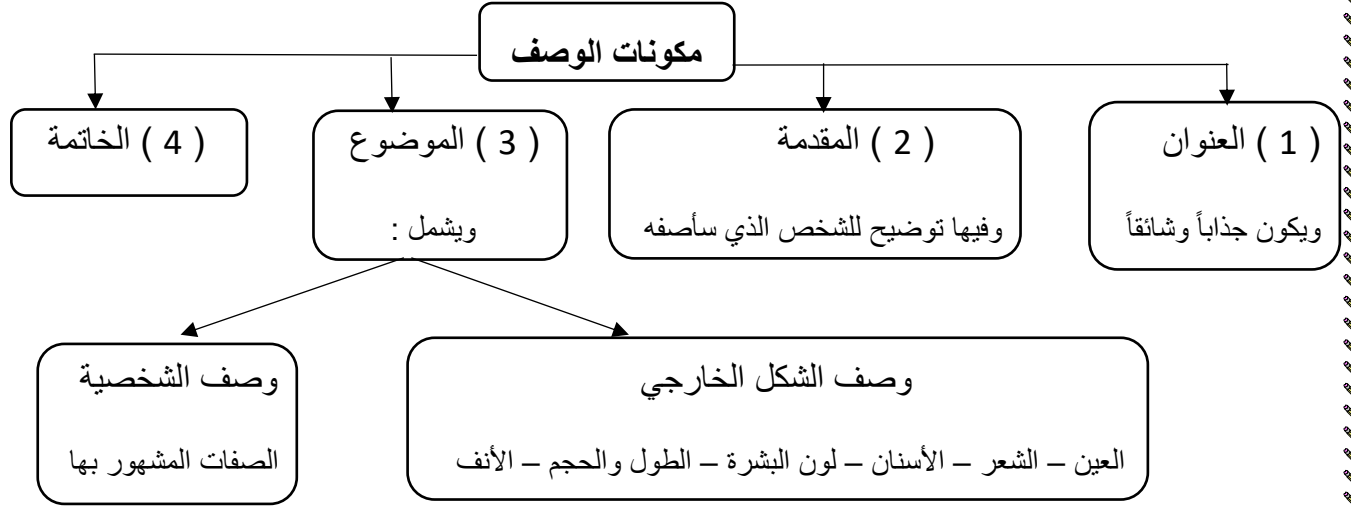 مكونات الوصف
( 1 ) العنوان
ويكون جذاباً وشائقاً
( 2 ) المقدمة
وفيها توضيح للشخص الذي سأصفه
( 3 ) الموضوع
ويشمل :
( 4 ) الخاتمة
وصف الشكل الخارجي
العين – الشعر – الأسنان – لون البشرة – الطول والحجم – الأنف
وصف الشخصية
الصفات المشهور بها